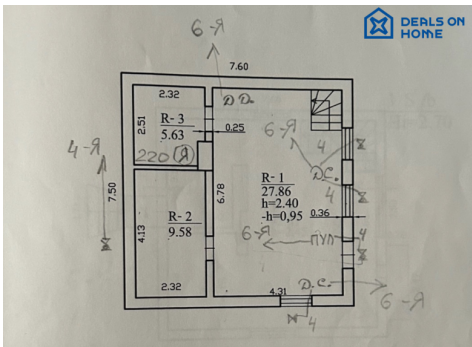 DEALS ON
HOME
6-Я
7.60
2.32
Д Д.
R- 3
5.63
2.51
0.25
6-Я
4
4-Я
220 Я
Д.С.
R- 1
27.86
h=2.40
-h=0,95
4
7.50
6.78
R- 2
9.58
0.36
4.13
6-Я
ПУЛ
4
2.32
4.31
Д.С.
4
6-Я